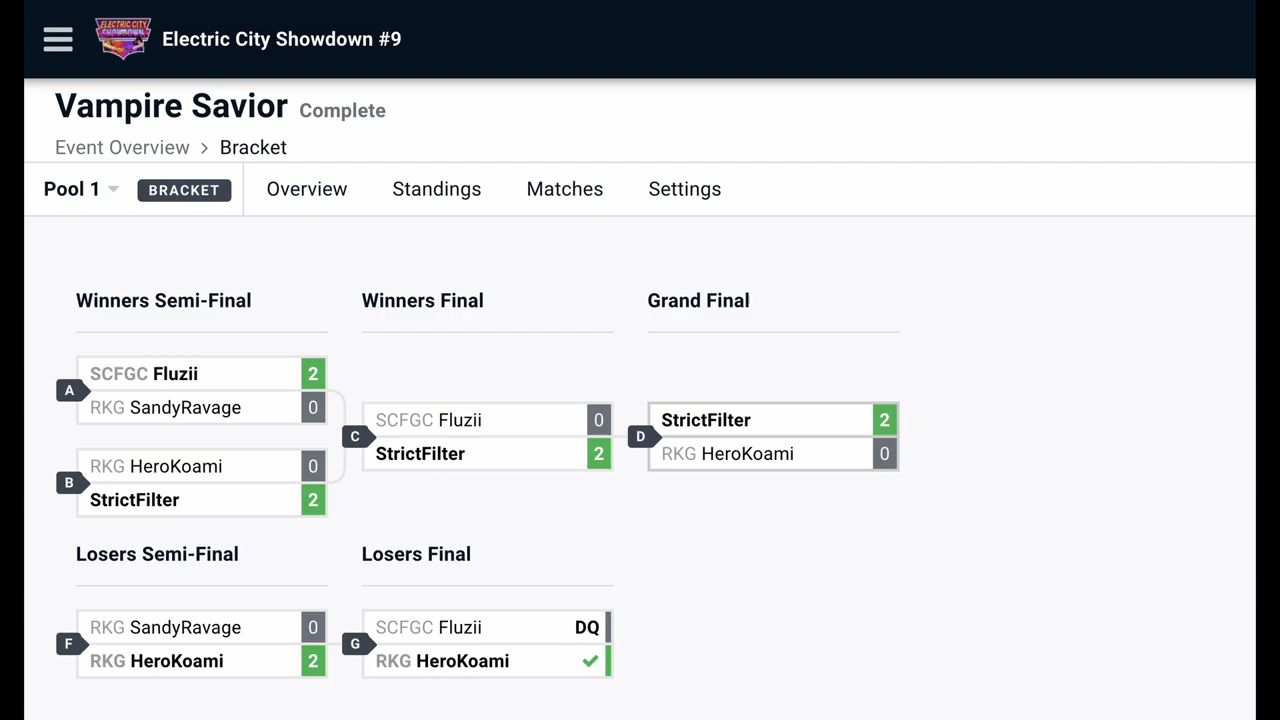 ELECTRIC CITY
SHOWDOWN
Electric City Showdown #9
Vampire Savior Complete
Event Overview > Bracket
Pool 1 BRACKET Overview Standings Matches Settings
Winners Semi-Final Winners Final Grand Final
A SCFGC Fluzii 2
RKG SandyRavage 0
B RKG HeroKoami 0
StrictFilter 2
C SCFGC Fluzii 0
StrictFilter 2
D StrictFilter 2
RKG HeroKoami 0
Losers Semi-Final Losers Final
F RKG SandyRavage 0
RKG HeroKoami 2
G SCFGC Fluzii DQ
RKG HeroKoami